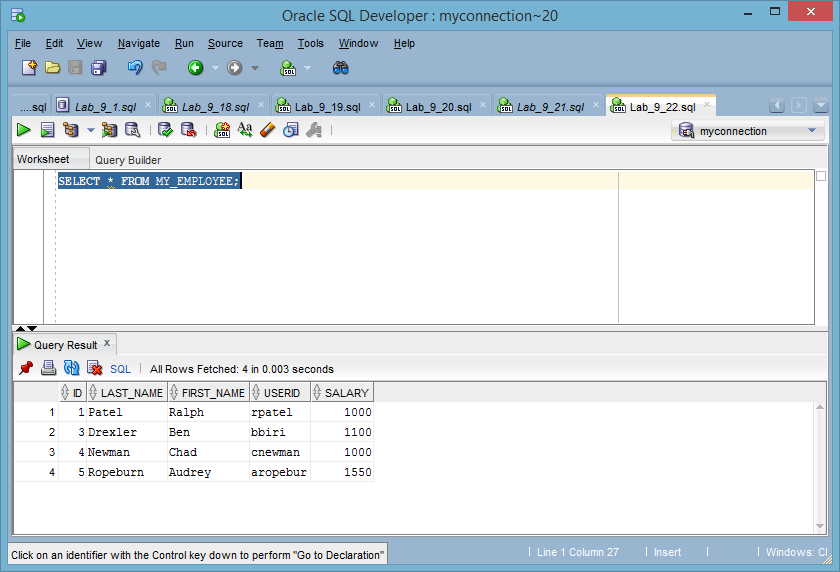 Oracle SQL Developer : myconnection~20
File Edit View Navigate Run Source Team Tools Window Help
....sql Lab_9_1.sql Lab_9_18.sql Lab_9_19.sql Lab_9_20.sql Lab_9_21.sql Lab_9_22.sql
myconnection
Worksheet Query Builder
SELECT * FROM MY_EMPLOYEE;
Query Result
SQL All Rows Fetched: 4 in 0.003 seconds
ID LAST_NAME FIRST_NAME USERID SALARY
1 1 Patel Ralph rpatel 1000
2 3 Drexler Ben bbiri 1100
3 4 Newman Chad cnewman 1000
4 5 Ropeburn Audrey aropebur 1550
Click on an identifier with the Control key down to perform "Go to Declaration"
Line 1 Column 27 Insert Windows: Cl